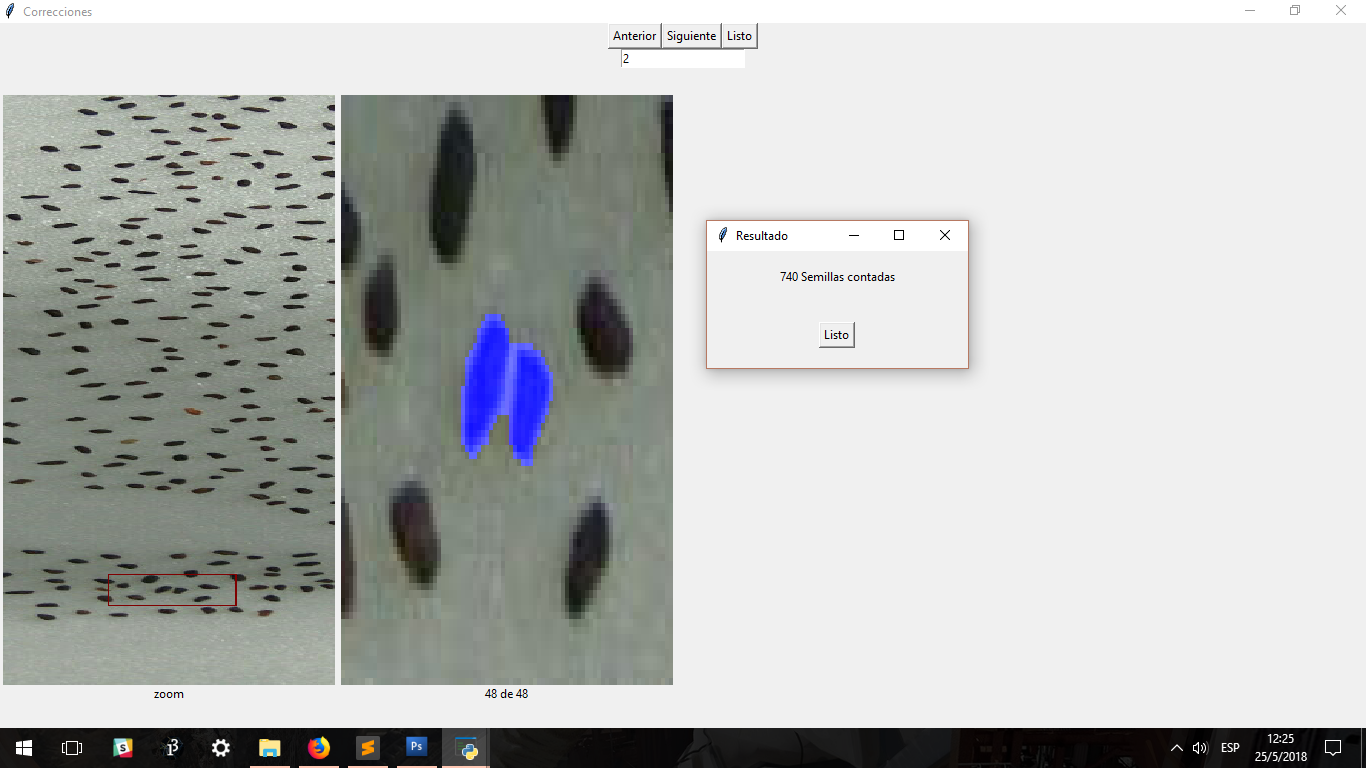 Correcciones
Anterior Siguiente Listo
2
Resultado
740 Semillas contadas
Listo
zoom
48 de 48
Ps
ESP
12:25
25/5/2018